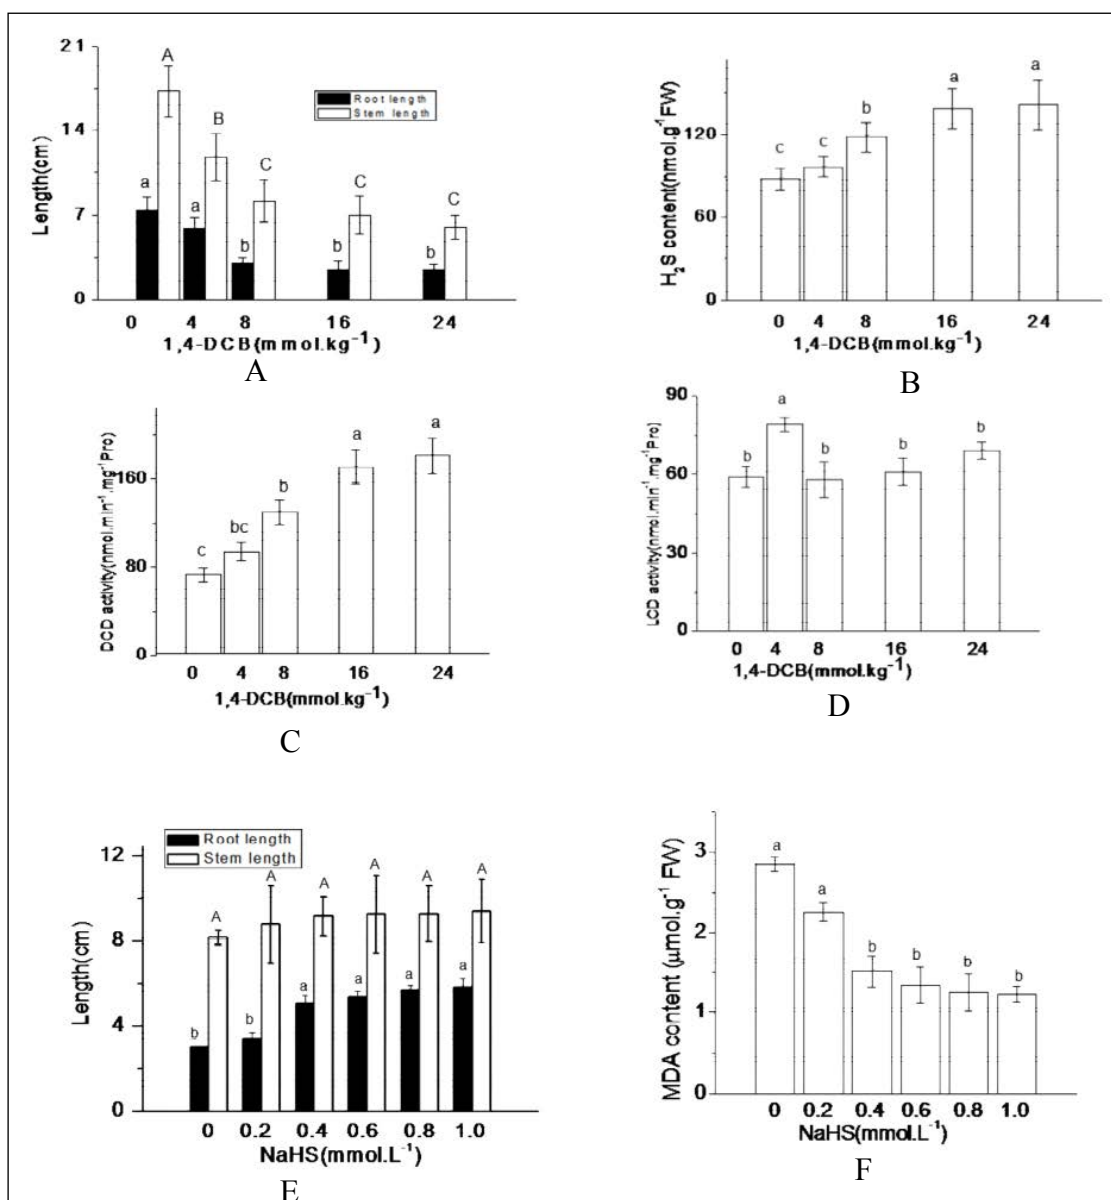 21
14
7
0
Length(cm)
A
a
B
a
C
b
C
b
C
b
Root length
Stem length
0 4 8 16 24
1,4-DCB(mmol.kg⁻¹)
A
120
60
0
H₂S content(nmol.g⁻¹FW)
c c b a a
0 4 8 16 24
1,4-DCB(mmol.kg⁻¹)
B
160
80
0
DCD activity(nmol.min⁻¹.mg⁻¹Pro)
c bc b a a
0 4 8 16 24
1,4-DCB(mmol.kg⁻¹)
C
90
60
30
0
LCD activity(nmol.min⁻¹.mg⁻¹Pro)
b a b b b
0 4 8 16 24
1,4-DCB(mmol.kg⁻¹)
D
Root length
Stem length
12
8
4
0
Length(cm)
A A A A A A
b b a a a a
0 0.2 0.4 0.6 0.8 1.0
NaHS(mmol.L⁻¹)
E
3
2
1
0
MDA content (μmol.g⁻¹ FW)
a a b b b b
0 0.2 0.4 0.6 0.8 1.0
NaHS(mmol.L⁻¹)
F